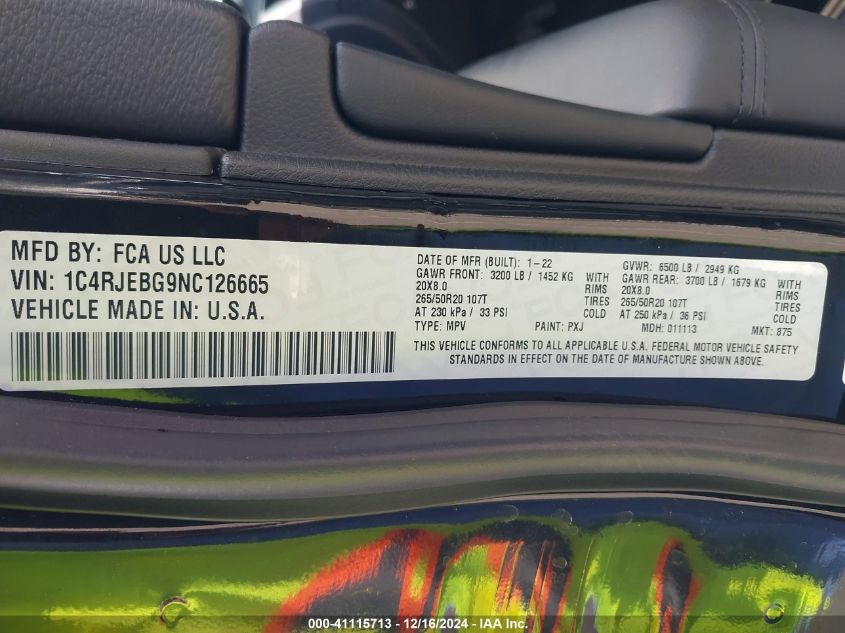 MFD BY: FCA US LLC
VIN: 1C4RJEBG9NC126665
VEHICLE MADE IN: U.S.A.
DATE OF MFR (BUILT): 1-22 GVWR: 6500 LB / 2949 KG
GAWR FRONT: 3200 LB / 1452 KG WITH GAWR REAR: 3700 LB / 1679 KG WITH
20X8.0 RIMS 20X8.0 RIMS
265/50R20 107T TIRES 265/50R20 107T TIRES
AT 230 kPa / 33 PSI COLD AT 250 kPa / 36 PSI COLD
TYPE: MPV PAINT: PXJ MDH: 011113 MKT: 875
THIS VEHICLE CONFORMS TO ALL APPLICABLE U.S.A. FEDERAL MOTOR VEHICLE SAFETY
STANDARDS IN EFFECT ON THE DATE OF MANUFACTURE SHOWN ABOVE.
000-41115713 - 12/16/2024 - IAA Inc.